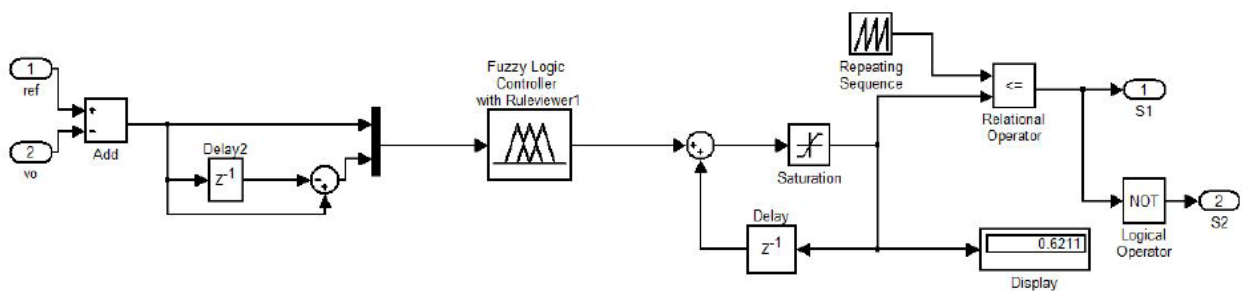 1
ref
2
vo
+
-
Add
Delay2
z-1
-
+
Fuzzy Logic
Controller
with Ruleviewer1
+
+
Saturation
Delay
z-1
Repeating
Sequence
<=
Relational
Operator
1
S1
NOT
Logical
Operator
2
S2
0.6211
Display